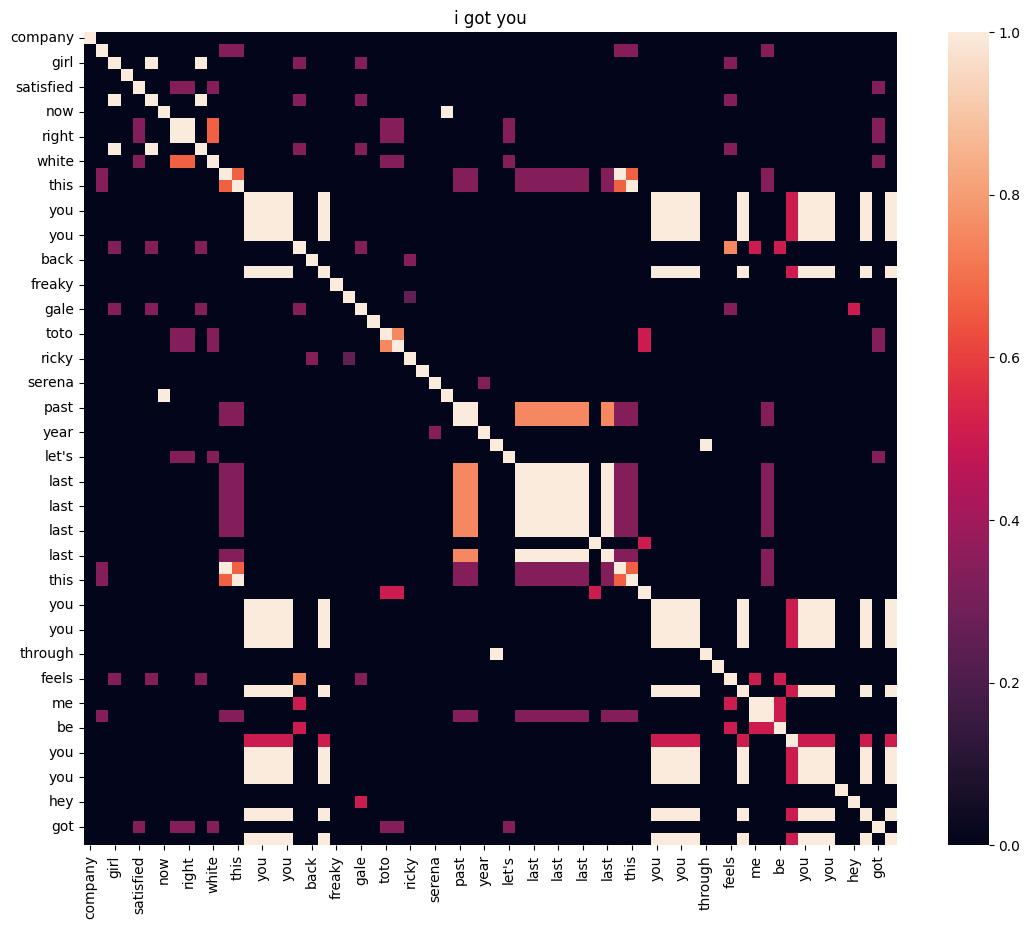 i got you
company
girl
satisfied
now
right
white
this
you
you
back
freaky
gale
toto
ricky
serena
past
year
let's
last
last
last
last
this
you
you
through
feels
me
be
you
you
hey
got
1.0
0.8
0.6
0.4
0.2
0.0
company girl satisfied now right white this you you back freaky gale toto ricky serena past year let's last last last last this you you through feels me be you you hey got